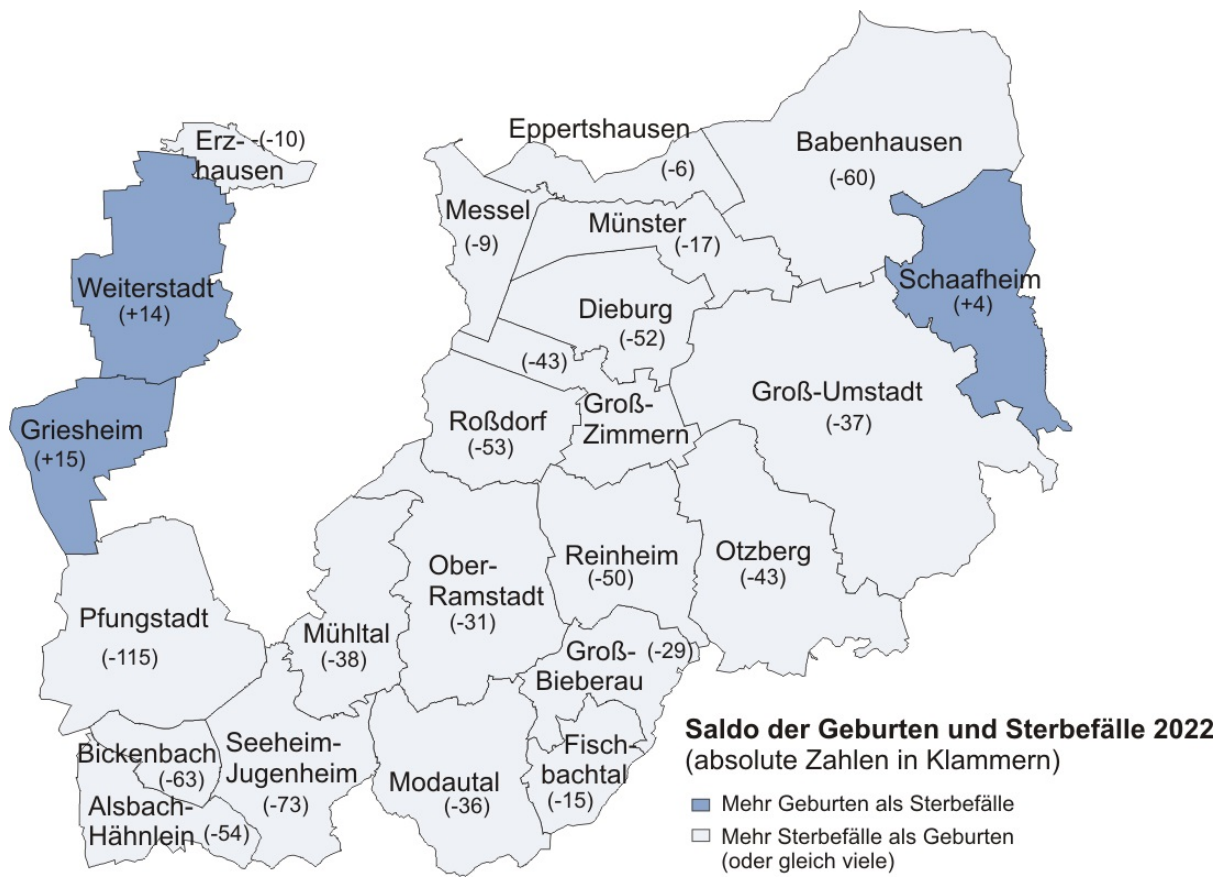 Eppertshausen
(-6)
Babenhausen
(-60)
Erz-
(-10)
hausen
Messel
(-9)
Münster
(-17)
Weiterstadt
(+14)
Schaafheim
(+4)
Dieburg
(-52)
(-43)
Groß-
Zimmern
Roßdorf
(-53)
Groß-Umstadt
(-37)
Griesheim
(+15)
Ober-
Ramstadt
(-31)
Reinheim
(-50)
Otzberg
(-43)
Pfungstadt
(-115)
Mühltal
(-38)
Groß-
Bieberau
(-29)
Bickenbach
(-63)
Seeheim-
Jugenheim
(-73)
Modautal
(-36)
Fisch-
bachtal
(-15)
Alsbach-
Hähnlein
(-54)
Saldo der Geburten und Sterbefälle 2022
(absolute Zahlen in Klammern)
Mehr Geburten als Sterbefälle
Mehr Sterbefälle als Geburten
(oder gleich viele)